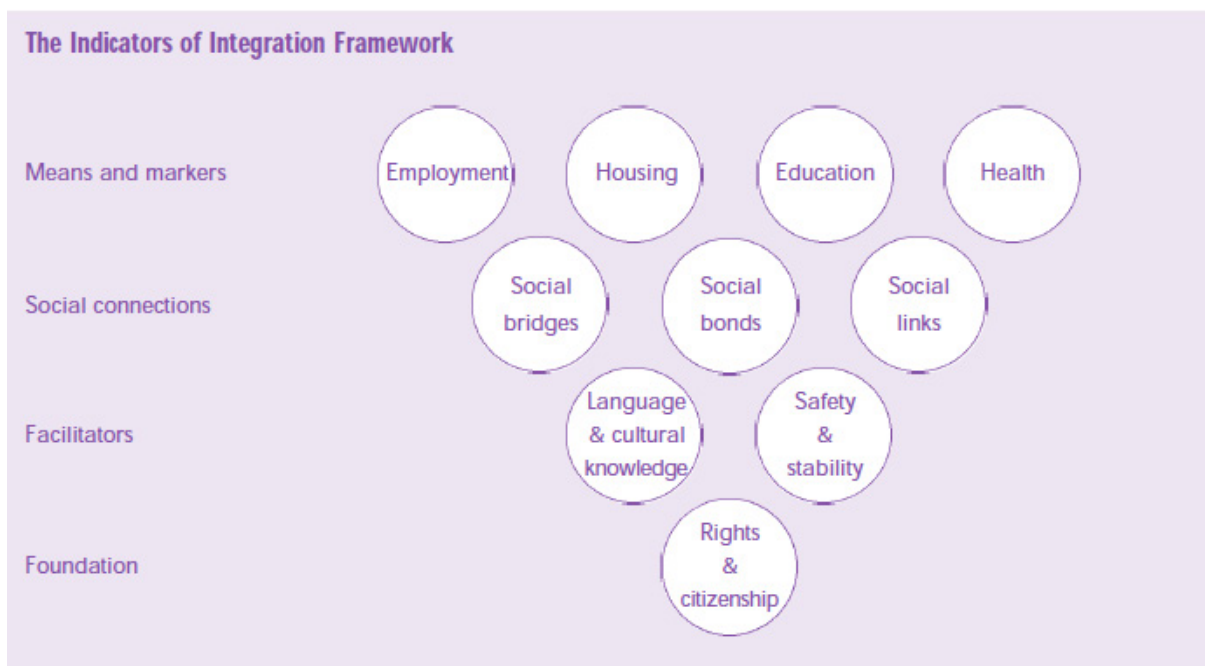 The Indicators of Integration Framework
Means and markers
Employment
Housing
Education
Health
Social connections
Social
bridges
Social
bonds
Social
links
Facilitators
Language
& cultural
knowledge
Safety
&
stability
Foundation
Rights
&
citizenship